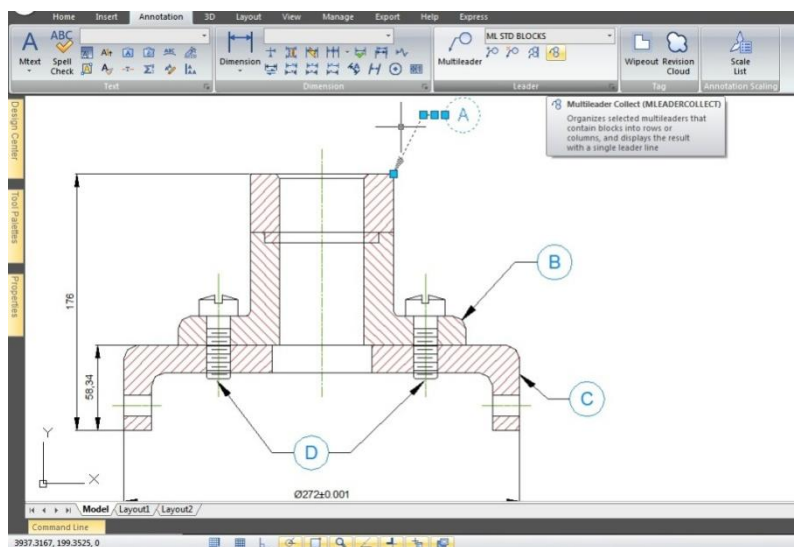 Home Insert Annotation 3D Layout View Manage Export Help Express
A ABC ML STD BLOCKS
Mtext Spell Check Dimension Multileader Wipeout Revision Cloud Scale List
Text Dimension Leader Tag Annotation Scaling
Multileader Collect (MLEADERCOLLECT)
Organizes selected multileaders that
contain blocks into rows or
columns, and displays the result
with a single leader line
Design Center
Tool Palettes
Properties
A
B
176
58,34
C
D
Y
X
Ø272±0.001
Model Layout1 Layout2
Command Line
3937.3167, 199.3525, 0